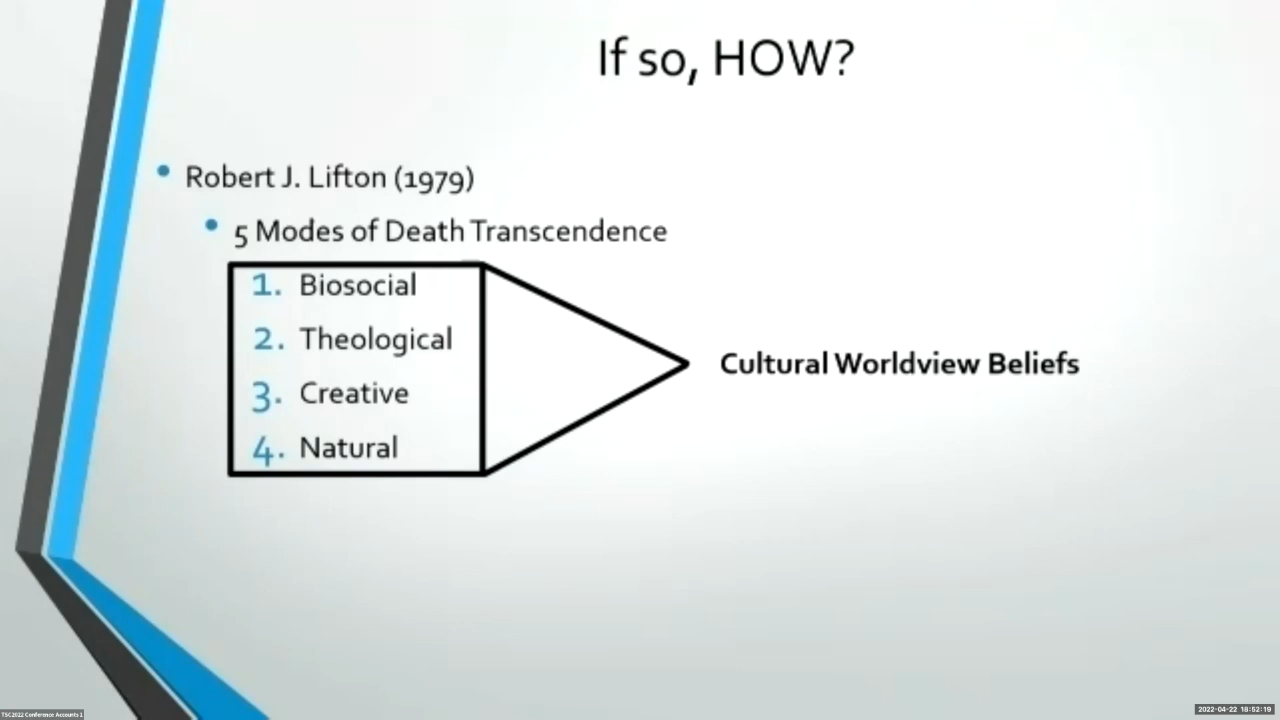 If so, HOW?
Robert J. Lifton (1979)
5 Modes of Death Transcendence
1. Biosocial
2. Theological
3. Creative
4. Natural
Cultural Worldview Beliefs
TSC2022 Conference Accounts 1
2022-04-22 18:52:19